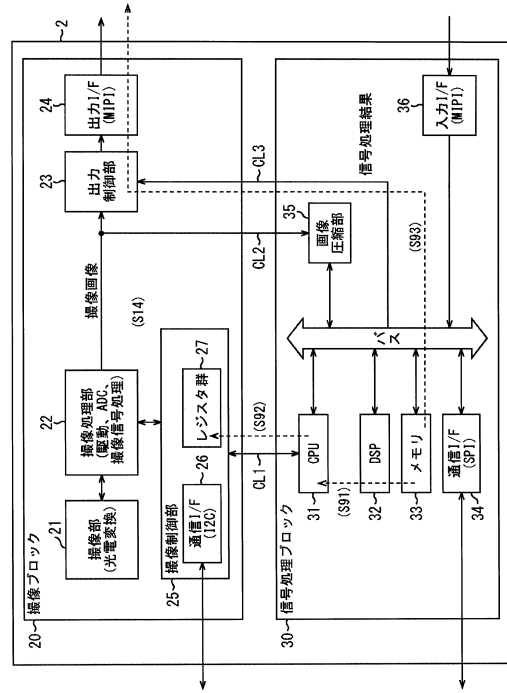 2
20
撮像ブロック
21
撮像部
(光電変換)
22
撮像処理部
(駆動、ADC、
撮像信号処理)
撮像画像
(S14)
23
出力
制御部
24
出力I/F
(MIPI)
25
撮像制御部
26
通信I/F
(I2C)
27
レジスタ群
(S92)
CL1
CL2
CL3
30
信号処理ブロック
31
CPU
(S91)
32
DSP
33
メモリ
34
通信I/F
(SPI)
バス
35
画像
圧縮部
(S93)
信号処理結果
36
入力I/F
(MIPI)